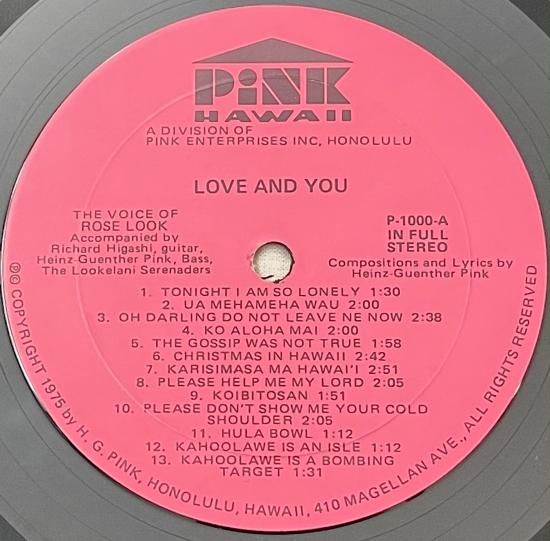 PiNK
HAWAII
A DIVISION OF
PINK ENTERPRISES INC, HONOLULU
LOVE AND YOU
THE VOICE OF
ROSE LOOK
Accompanied by
Richard Higashi, guitar,
Heinz-Guenther Pink, Bass,
The Lookelani Serenaders
P-1000-A
IN FULL
STEREO
Compositions and Lyrics by
Heinz-Guenther Pink
1. TONIGHT I AM SO LONELY 1:30
2. UA MEHAMEHA WAU 2:00
3. OH DARLING DO NOT LEAVE NE NOW 2:38
4. KO ALOHA MAI 2:00
5. THE GOSSIP WAS NOT TRUE 1:58
6. CHRISTMAS IN HAWAII 2:42
7. KARISIMASA MA HAWAI'I 2:51
8. PLEASE HELP ME MY LORD 2:05
9. KOIBITOSAN 1:51
10. PLEASE DON'T SHOW ME YOUR COLD
SHOULDER 2:05
11. HULA BOWL 1:12
12. KAHOOLAWE IS AN ISLE 1:12
13. KAHOOLAWE IS A BOMBING
TARGET 1:31
℗© COPYRIGHT 1975 by H. G. PINK, HONOLULU, HAWAII, 410 MAGELLAN AVE., ALL RIGHTS RESERVED